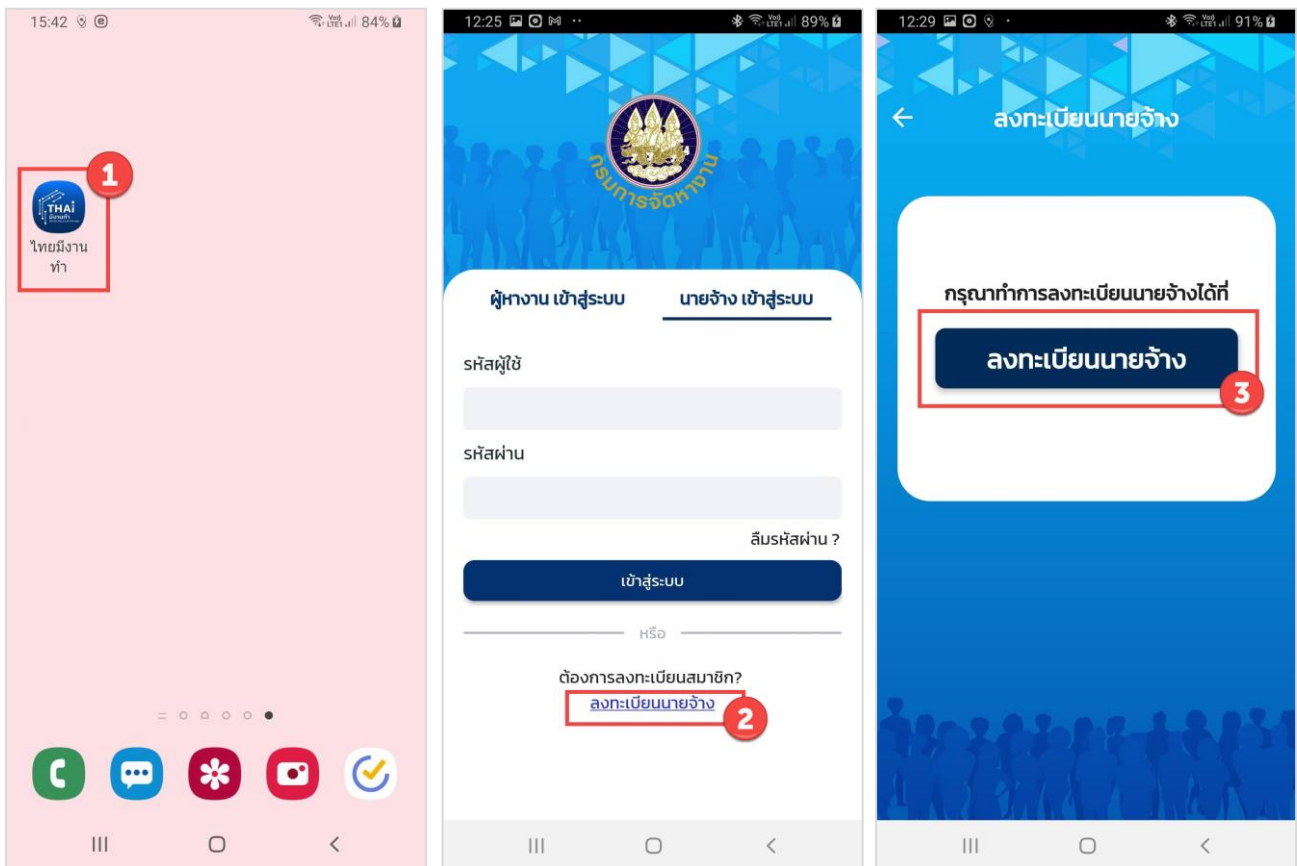 15:42
84%
1
THAi
มีงานทำ
ไทยมีงาน
ทำ
12:25
89%
กรมการจัดหางาน
ผู้หางาน เข้าสู่ระบบ
นายจ้าง เข้าสู่ระบบ
รหัสผู้ใช้
รหัสผ่าน
ลืมรหัสผ่าน ?
เข้าสู่ระบบ
หรือ
ต้องการลงทะเบียนสมาชิก?
ลงทะเบียนนายจ้าง
2
12:29
91%
ลงทะเบียนนายจ้าง
กรุณาทำการลงทะเบียนนายจ้างได้ที่
ลงทะเบียนนายจ้าง
3